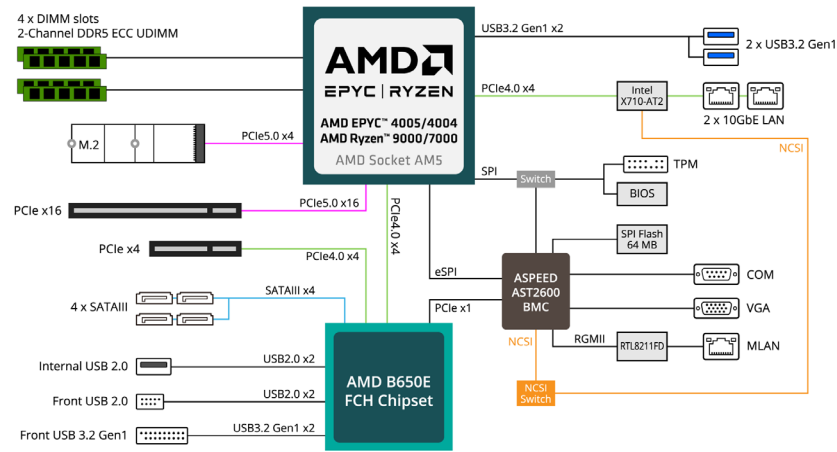 4 x DIMM slots
2-Channel DDR5 ECC UDIMM
AMD
EPYC | RYZEN
AMD EPYC™ 4005/4004
AMD Ryzen™ 9000/7000
AMD Socket AM5
USB3.2 Gen1 x2
2 x USB3.2 Gen1
PCIe4.0 x4
Intel
X710-AT2
2 x 10GbE LAN
NCSI
M.2
PCIe5.0 x4
SPI
Switch
TPM
BIOS
PCIe x16
PCIe5.0 x16
PCIe4.0 x4
SPI Flash
64 MB
PCIe x4
PCIe4.0 x4
eSPI
ASPEED
AST2600
BMC
COM
4 x SATAIII
SATAIII x4
PCIe x1
VGA
NCSI
RGMII
RTL8211FD
MLAN
Internal USB 2.0
USB2.0 x2
AMD B650E
FCH Chipset
NCSI
Switch
Front USB 2.0
USB2.0 x2
Front USB 3.2 Gen1
USB3.2 Gen1 x2